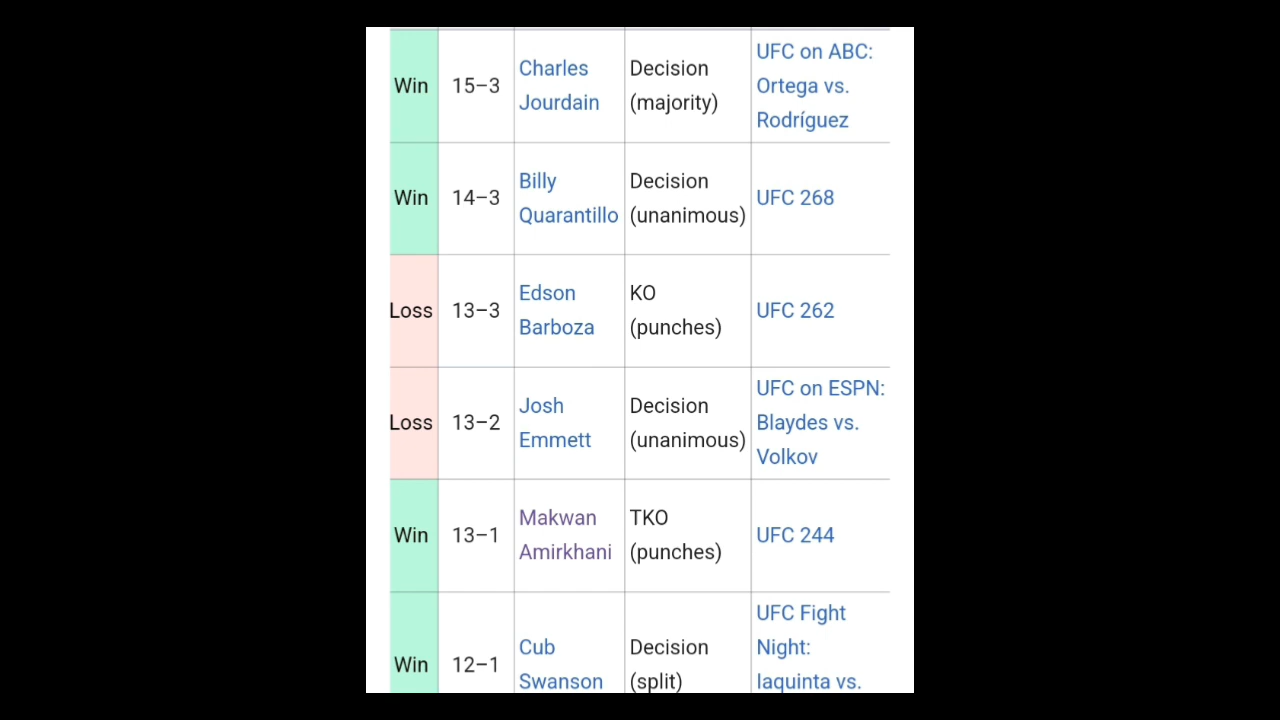 Win 15–3 Charles Jourdain Decision (majority) UFC on ABC: Ortega vs. Rodríguez
Win 14–3 Billy Quarantillo Decision (unanimous) UFC 268
Loss 13–3 Edson Barboza KO (punches) UFC 262
Loss 13–2 Josh Emmett Decision (unanimous) UFC on ESPN: Blaydes vs. Volkov
Win 13–1 Makwan Amirkhani TKO (punches) UFC 244
Win 12–1 Cub Swanson Decision (split) UFC Fight Night: Iaquinta vs.